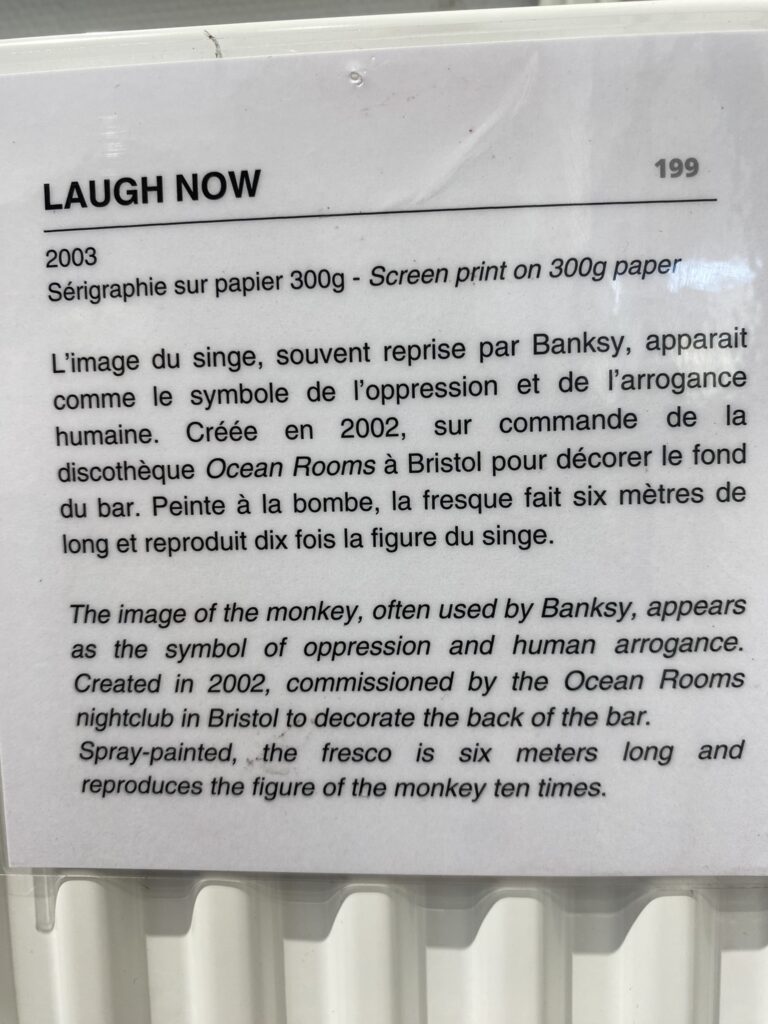 LAUGH NOW 199
2003
Sérigraphie sur papier 300g - Screen print on 300g paper
L'image du singe, souvent reprise par Banksy, apparait
comme le symbole de l'oppression et de l'arrogance
humaine. Créée en 2002, sur commande de la
discothèque Ocean Rooms à Bristol pour décorer le fond
du bar. Peinte à la bombe, la fresque fait six mètres de
long et reproduit dix fois la figure du singe.
The image of the monkey, often used by Banksy, appears
as the symbol of oppression and human arrogance.
Created in 2002, commissioned by the Ocean Rooms
nightclub in Bristol to decorate the back of the bar.
Spray-painted, the fresco is six meters long and
reproduces the figure of the monkey ten times.